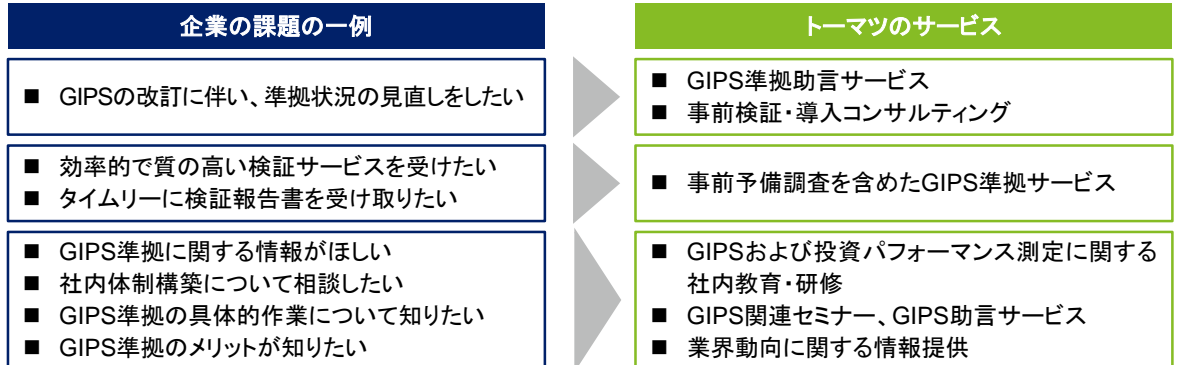 企業の課題の一例
トーマツのサービス
■ GIPSの改訂に伴い、準拠状況の見直しをしたい
■ GIPS準拠助言サービス
■ 事前検証・導入コンサルティング
■ 効率的で質の高い検証サービスを受けたい
■ タイムリーに検証報告書を受け取りたい
■ 事前予備調査を含めたGIPS準拠サービス
■ GIPS準拠に関する情報がほしい
■ 社内体制構築について相談したい
■ GIPS準拠の具体的作業について知りたい
■ GIPS準拠のメリットが知りたい
■ GIPSおよび投資パフォーマンス測定に関する
社内教育・研修
■ GIPS関連セミナー、GIPS助言サービス
■ 業界動向に関する情報提供